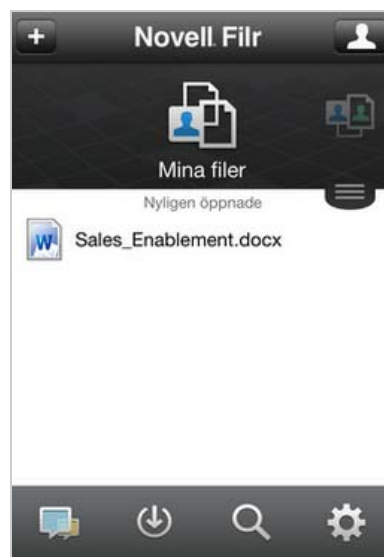 Novell Filr
Mina filer
Nyligen öppnade
Sales_Enablement.docx